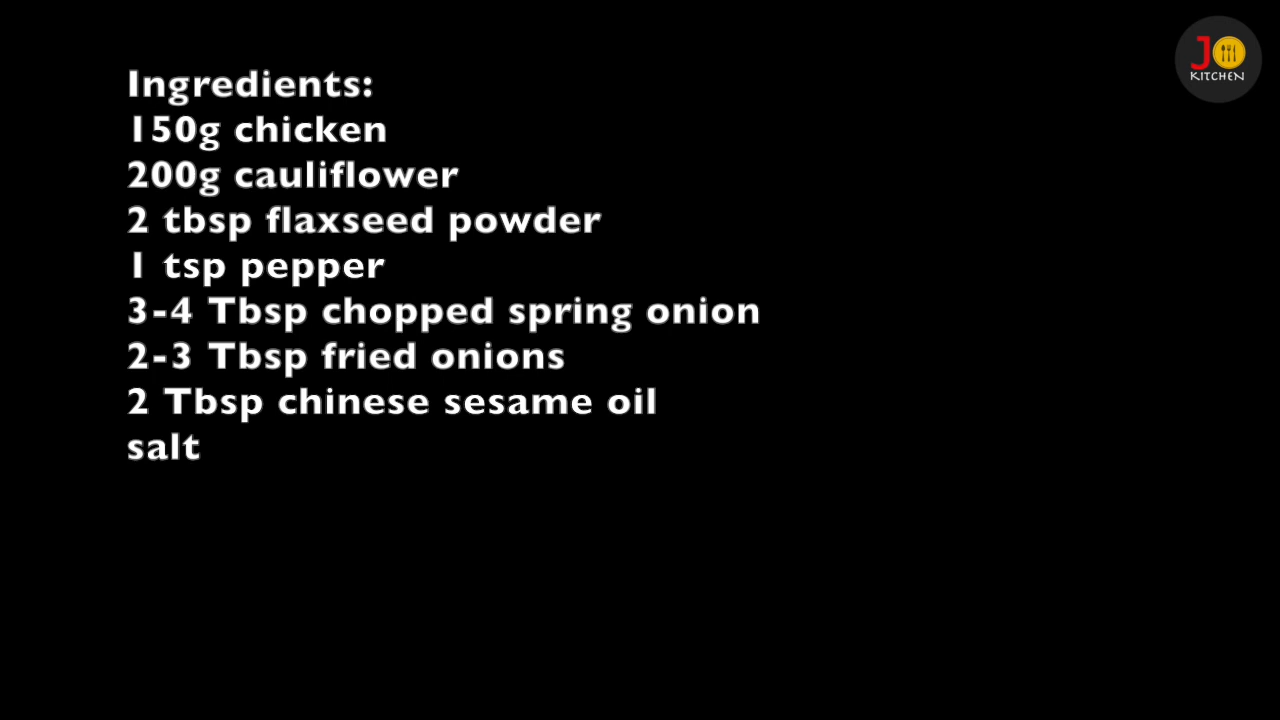 JO
KITCHEN
Ingredients:
150g chicken
200g cauliflower
2 tbsp flaxseed powder
1 tsp pepper
3-4 Tbsp chopped spring onion
2-3 Tbsp fried onions
2 Tbsp chinese sesame oil
salt